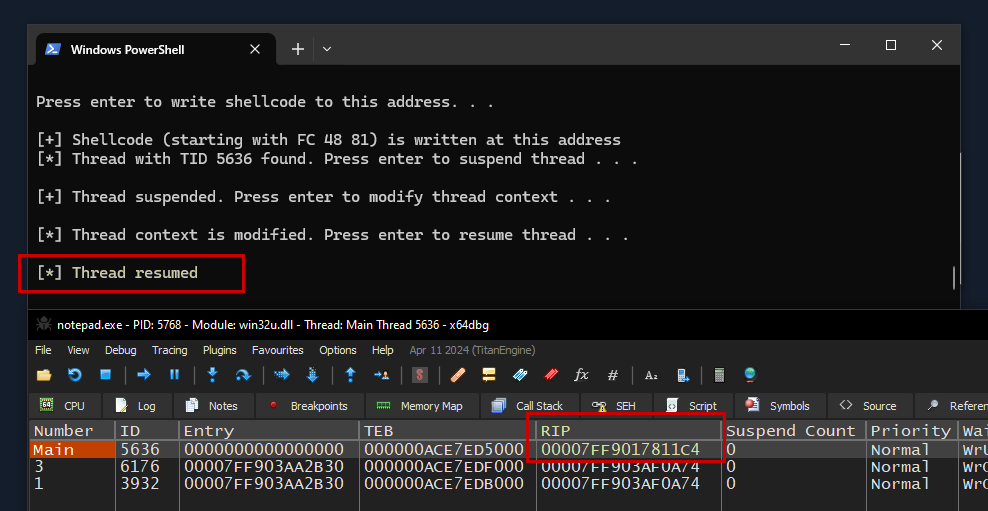 Windows PowerShell
Press enter to write shellcode to this address. . .
[+] Shellcode (starting with FC 48 81) is written at this address
[*] Thread with TID 5636 found. Press enter to suspend thread . . .
[+] Thread suspended. Press enter to modify thread context . . .
[*] Thread context is modified. Press enter to resume thread . . .
[*] Thread resumed
notepad.exe - PID: 5768 - Module: win32u.dll - Thread: Main Thread 5636 - x64dbg
File View Debug Tracing Plugins Favourites Options Help Apr 11 2024 (TitanEngine)
CPU Log Notes Breakpoints Memory Map Call Stack SEH Script Symbols Source Referen
Number ID Entry TEB RIP Suspend Count Priority Wai
Main 5636 0000000000000000 000000ACE7ED5000 00007FF9017811C4 0 Normal WrU
3 6176 00007FF903AA2B30 000000ACE7EDF000 00007FF903AF0A74 0 Normal WrQ
1 3932 00007FF903AA2B30 000000ACE7EDB000 00007FF903AF0A74 0 Normal WrQ